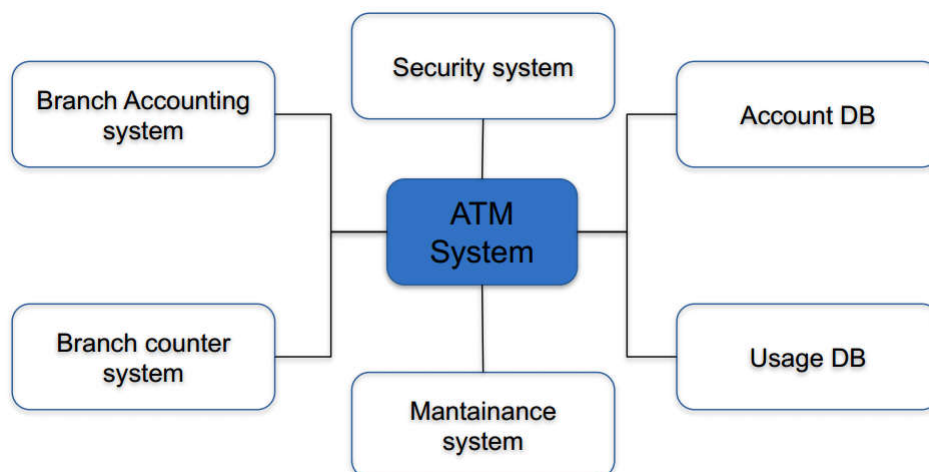 Security system
Branch Accounting
system
Account DB
ATM
System
Branch counter
system
Usage DB
Mantainance
system